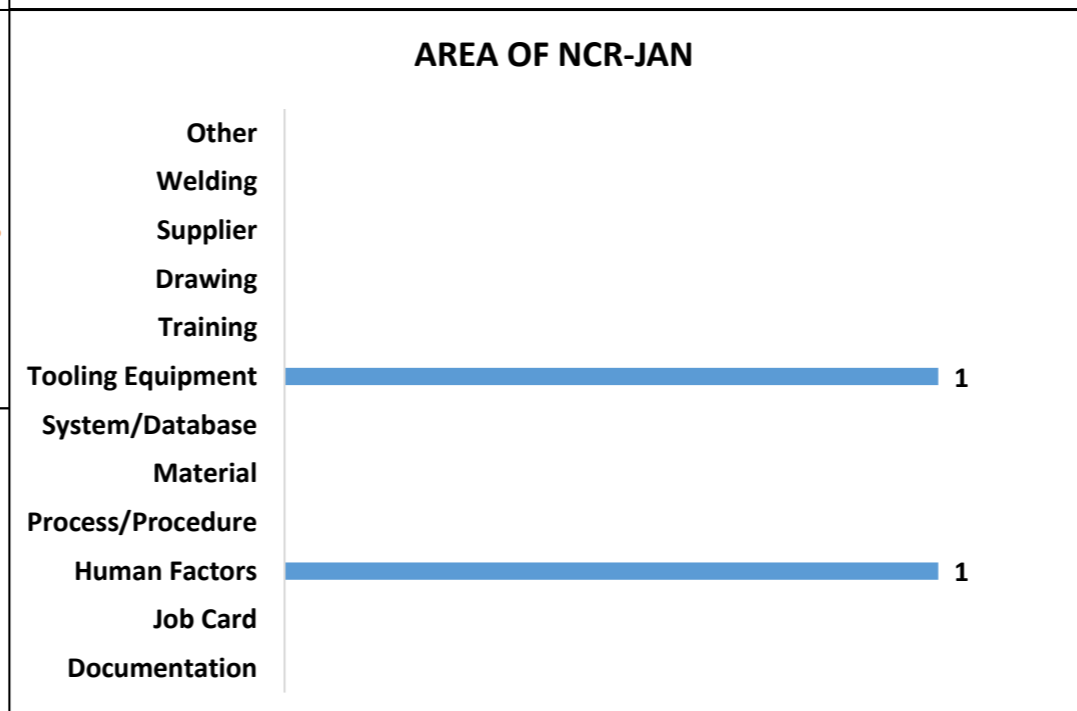 AREA OF NCR-JAN
Other
Welding
Supplier
Drawing
Training
Tooling Equipment 1
System/Database
Material
Process/Procedure
Human Factors 1
Job Card
Documentation